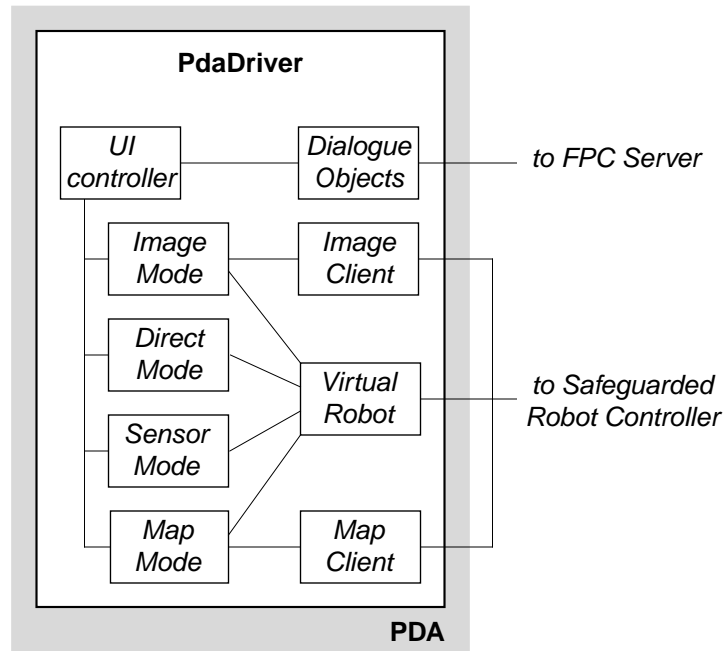 PdaDriver
UI
controller
Dialogue
Objects
to FPC Server
Image
Mode
Image
Client
Direct
Mode
Virtual
Robot
to Safeguarded
Robot Controller
Sensor
Mode
Map
Mode
Map
Client
PDA